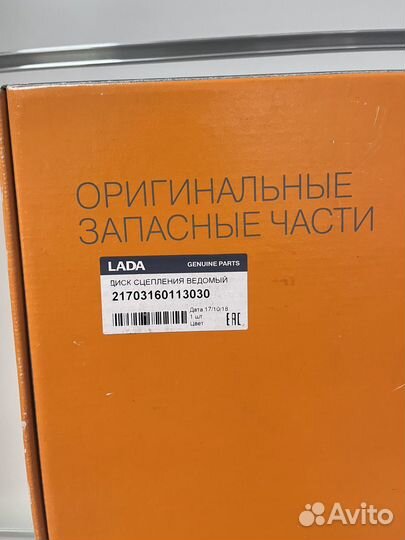 ОРИГИНАЛЬНЫЕ
ЗАПАСНЫЕ ЧАСТИ
LADA GENUINE PARTS
ДИСК СЦЕПЛЕНИЯ ВЕДОМЫЙ
21703160113030
Дата 17/10/18
1 шт
Цвет
EAC
Avito